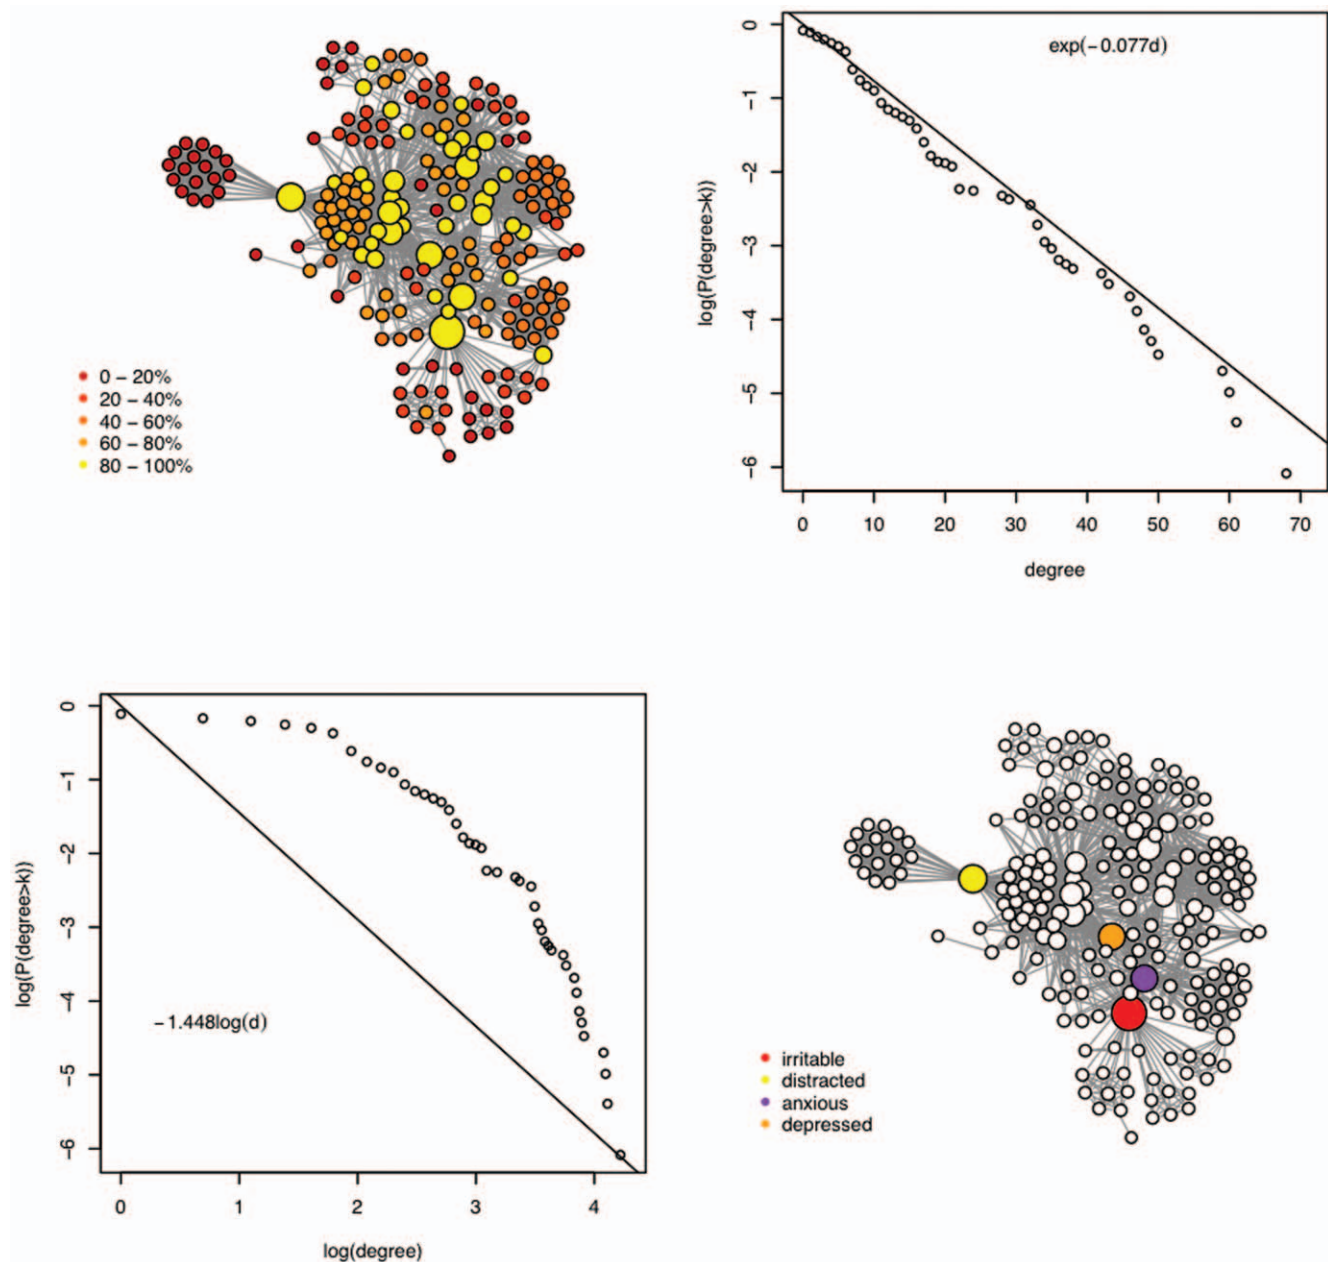 0 – 20%
20 – 40%
40 – 60%
60 – 80%
80 – 100%
exp(−0.077d)
log(P(degree>k))
0
−1
−2
−3
−4
−5
−6
0 10 20 30 40 50 60 70
degree
−1.448log(d)
log(P(degree>k))
0
−1
−2
−3
−4
−5
−6
0 1 2 3 4
log(degree)
irritable
distracted
anxious
depressed